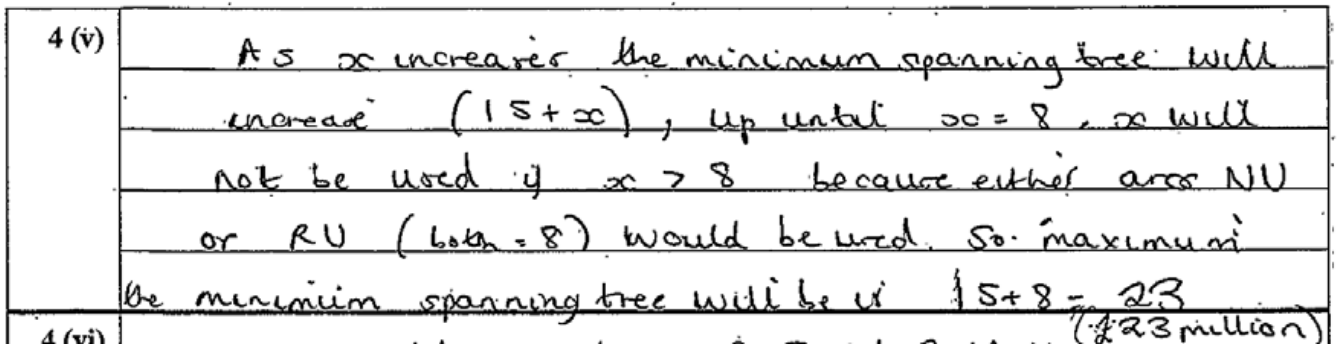 4 (v)
As x increases the minimum spanning tree will
increase (15+x), up until x = 8, x will
not be used if x > 8 because either arcs NU
or RU (both = 8) would be used. So maximum
the minimum spanning tree will be is 15+8 = 23
(£23 million)
4 (vi)